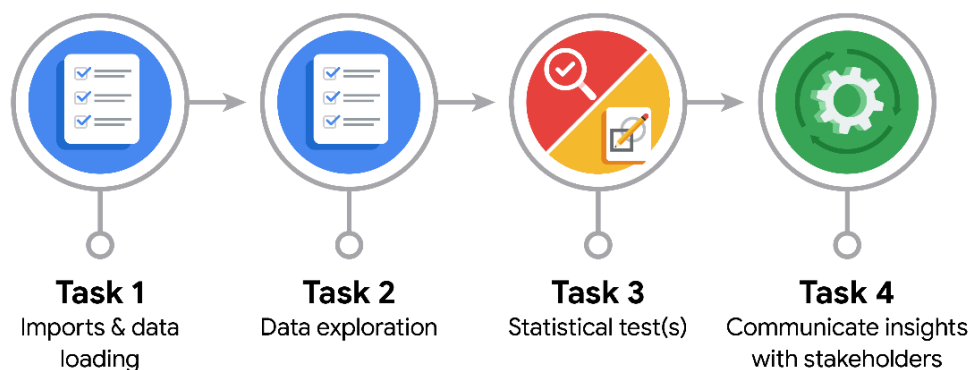 Task 1
Imports & data
loading
Task 2
Data exploration
Task 3
Statistical test(s)
Task 4
Communicate insights
with stakeholders